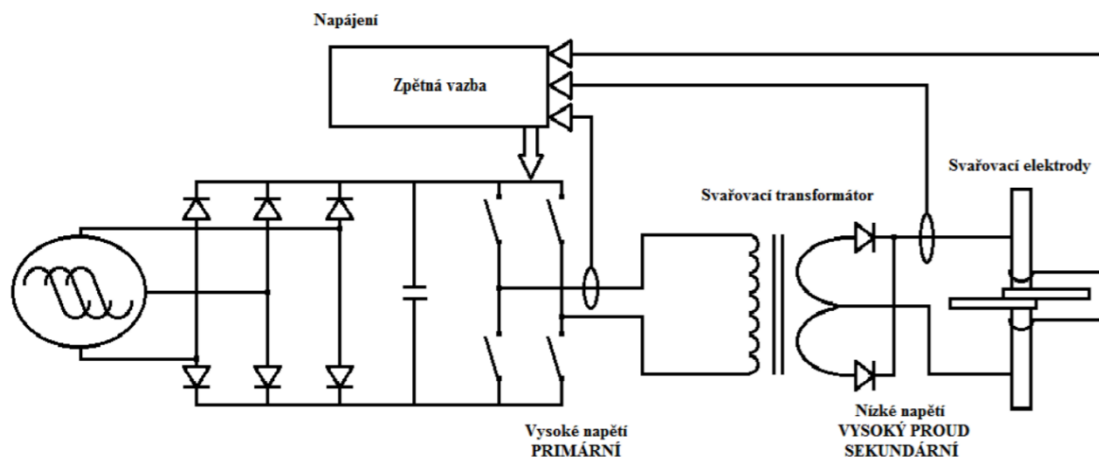 Napájení
Zpětná vazba
Svařovací elektrody
Svařovací transformátor
Vysoké napětí
PRIMÁRNÍ
Nízké napětí
VYSOKÝ PROUD
SEKUNDÁRNÍ